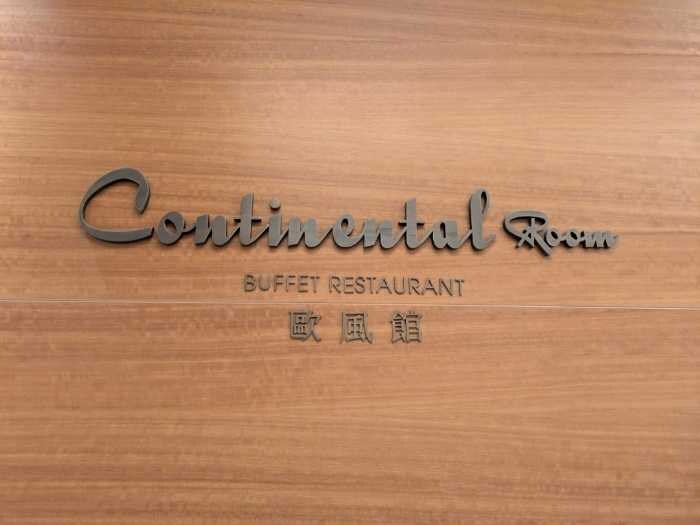 Continental Room
BUFFET RESTAURANT
歐風館